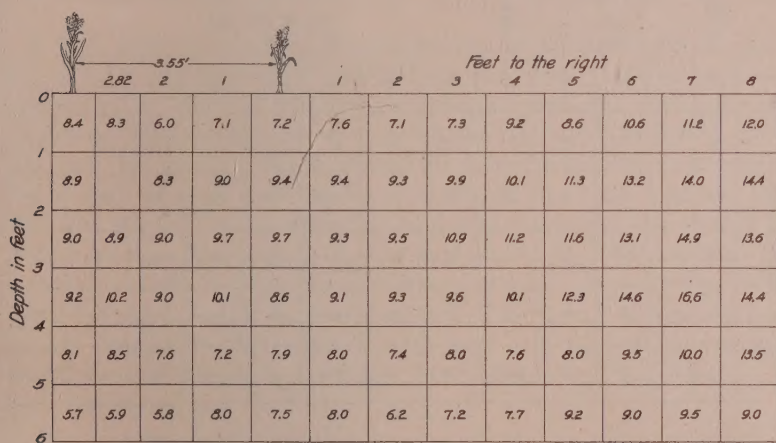 3.55'
Feet to the right
2.82 2 1 1 2 3 4 5 6 7 8
0
8.4 8.3 6.0 7.1 7.2 7.6 7.1 7.3 9.2 8.6 10.6 11.2 12.0
1
8.9 8.3 9.0 9.4 9.4 9.3 9.9 10.1 11.3 13.2 14.0 14.4
2
9.0 8.9 9.0 9.7 9.7 9.3 9.5 10.9 11.2 11.6 13.1 14.9 13.6
Depth in feet
3
9.2 10.2 9.0 10.1 8.6 9.1 9.3 9.6 10.1 12.3 14.6 16.6 14.4
4
8.1 8.5 7.6 7.2 7.9 8.0 7.4 8.0 7.6 8.0 9.5 10.0 13.5
5
5.7 5.9 5.8 8.0 7.5 8.0 6.2 7.2 7.7 9.2 9.0 9.5 9.0
6